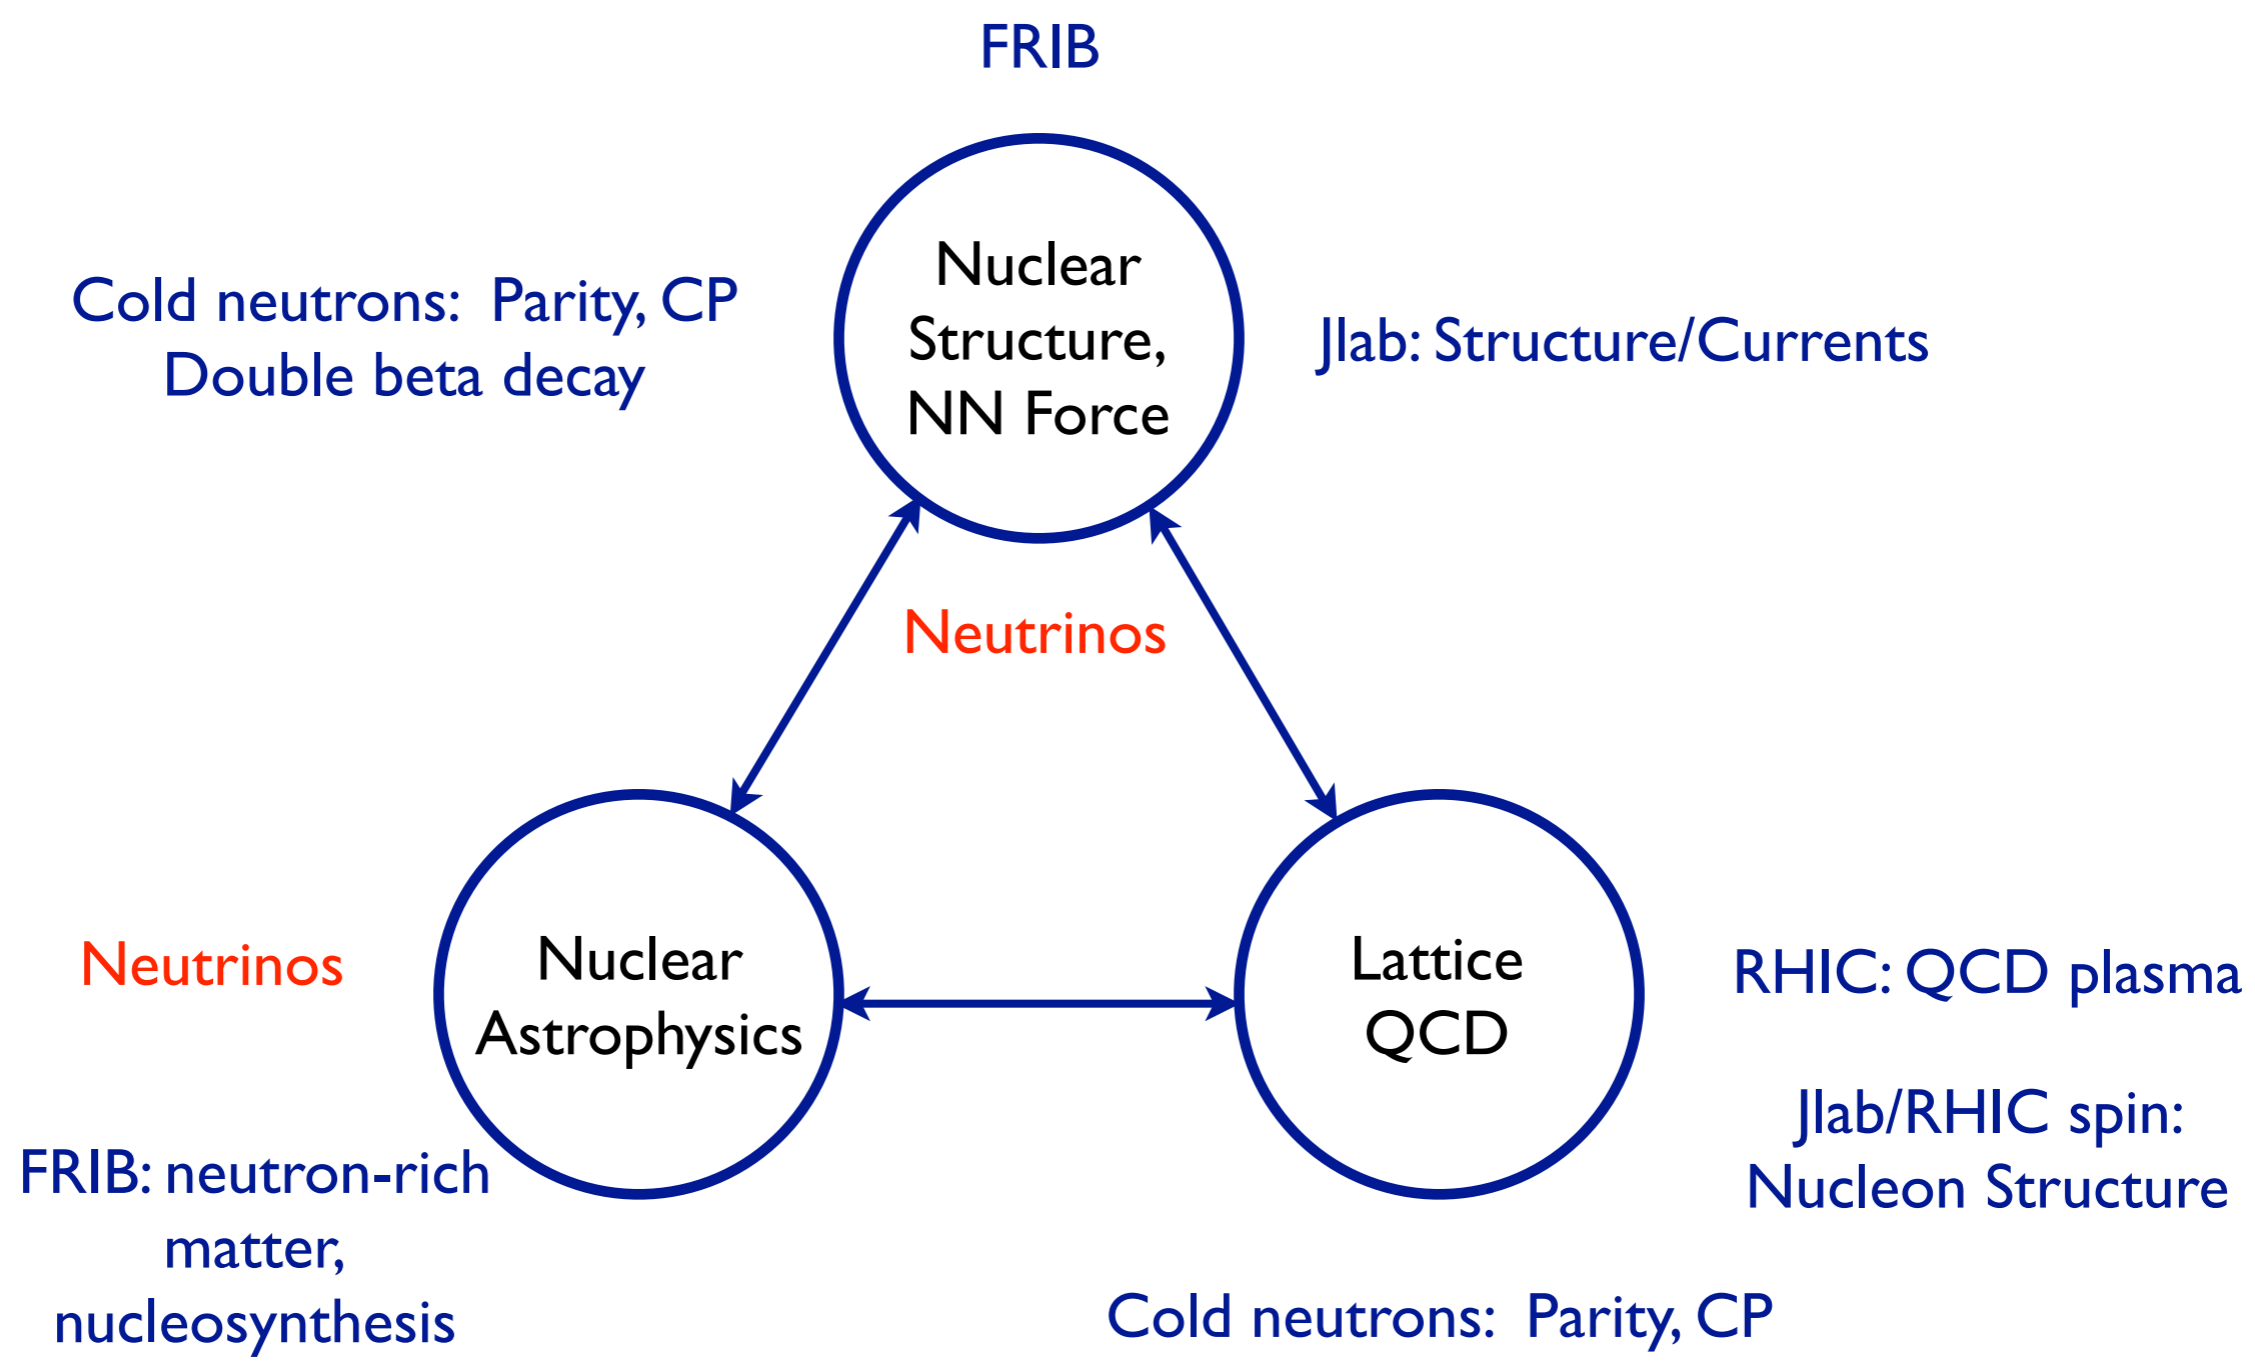 FRIB
Nuclear
Structure,
NN Force
Cold neutrons: Parity, CP
Double beta decay
Jlab: Structure/Currents
Neutrinos
Neutrinos
Nuclear
Astrophysics
Lattice
QCD
RHIC: QCD plasma
Jlab/RHIC spin:
Nucleon Structure
FRIB: neutron-rich
matter,
nucleosynthesis
Cold neutrons: Parity, CP